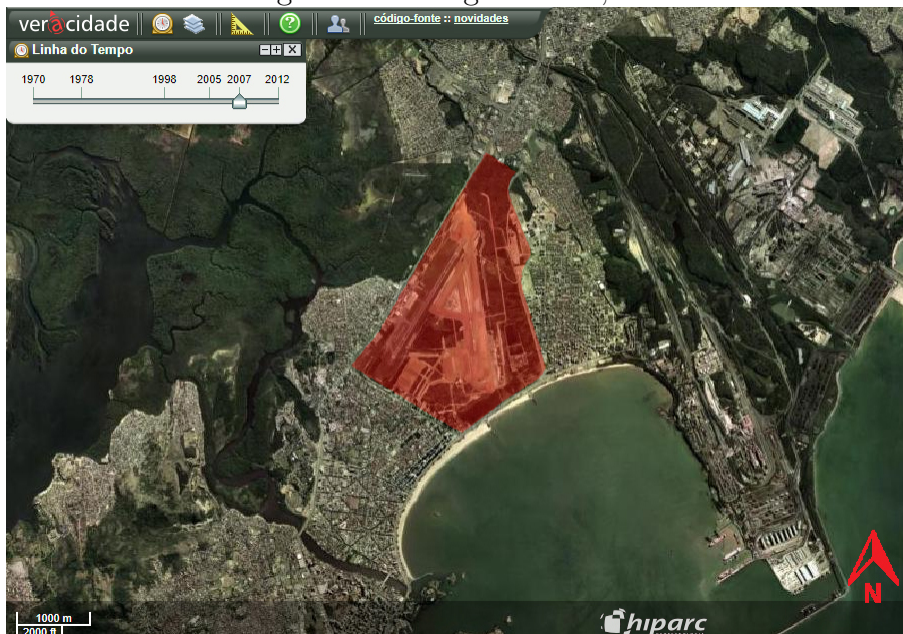 veracidade
código-fonte :: novidades
Linha do Tempo
1970 1978 1998 2005 2007 2012
1000 m
2000 ft
hiparc
N